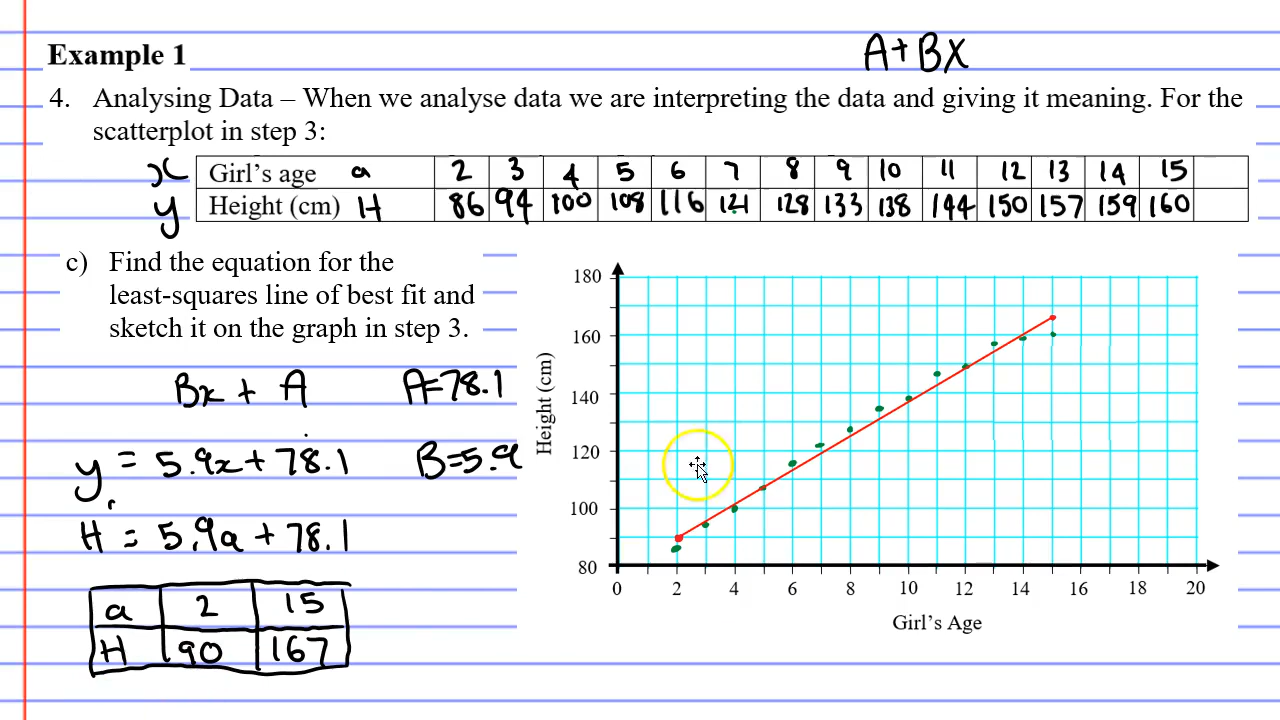 Example 1
A+BX
4. Analysing Data – When we analyse data we are interpreting the data and giving it meaning. For the
scatterplot in step 3:
x Girl's age a 2 3 4 5 6 7 8 9 10 11 12 13 14 15
y Height (cm) H 86 94 100 108 116 121 128 133 138 144 150 157 159 160
c) Find the equation for the
least-squares line of best fit and
sketch it on the graph in step 3.
Bx + A A=78.1
y = 5.9x+78.1 B=5.9
H = 5.9a+78.1
a 2 15
H 90 167
180
160
140
120
100
80
Height (cm)
0 2 4 6 8 10 12 14 16 18 20
Girl's Age